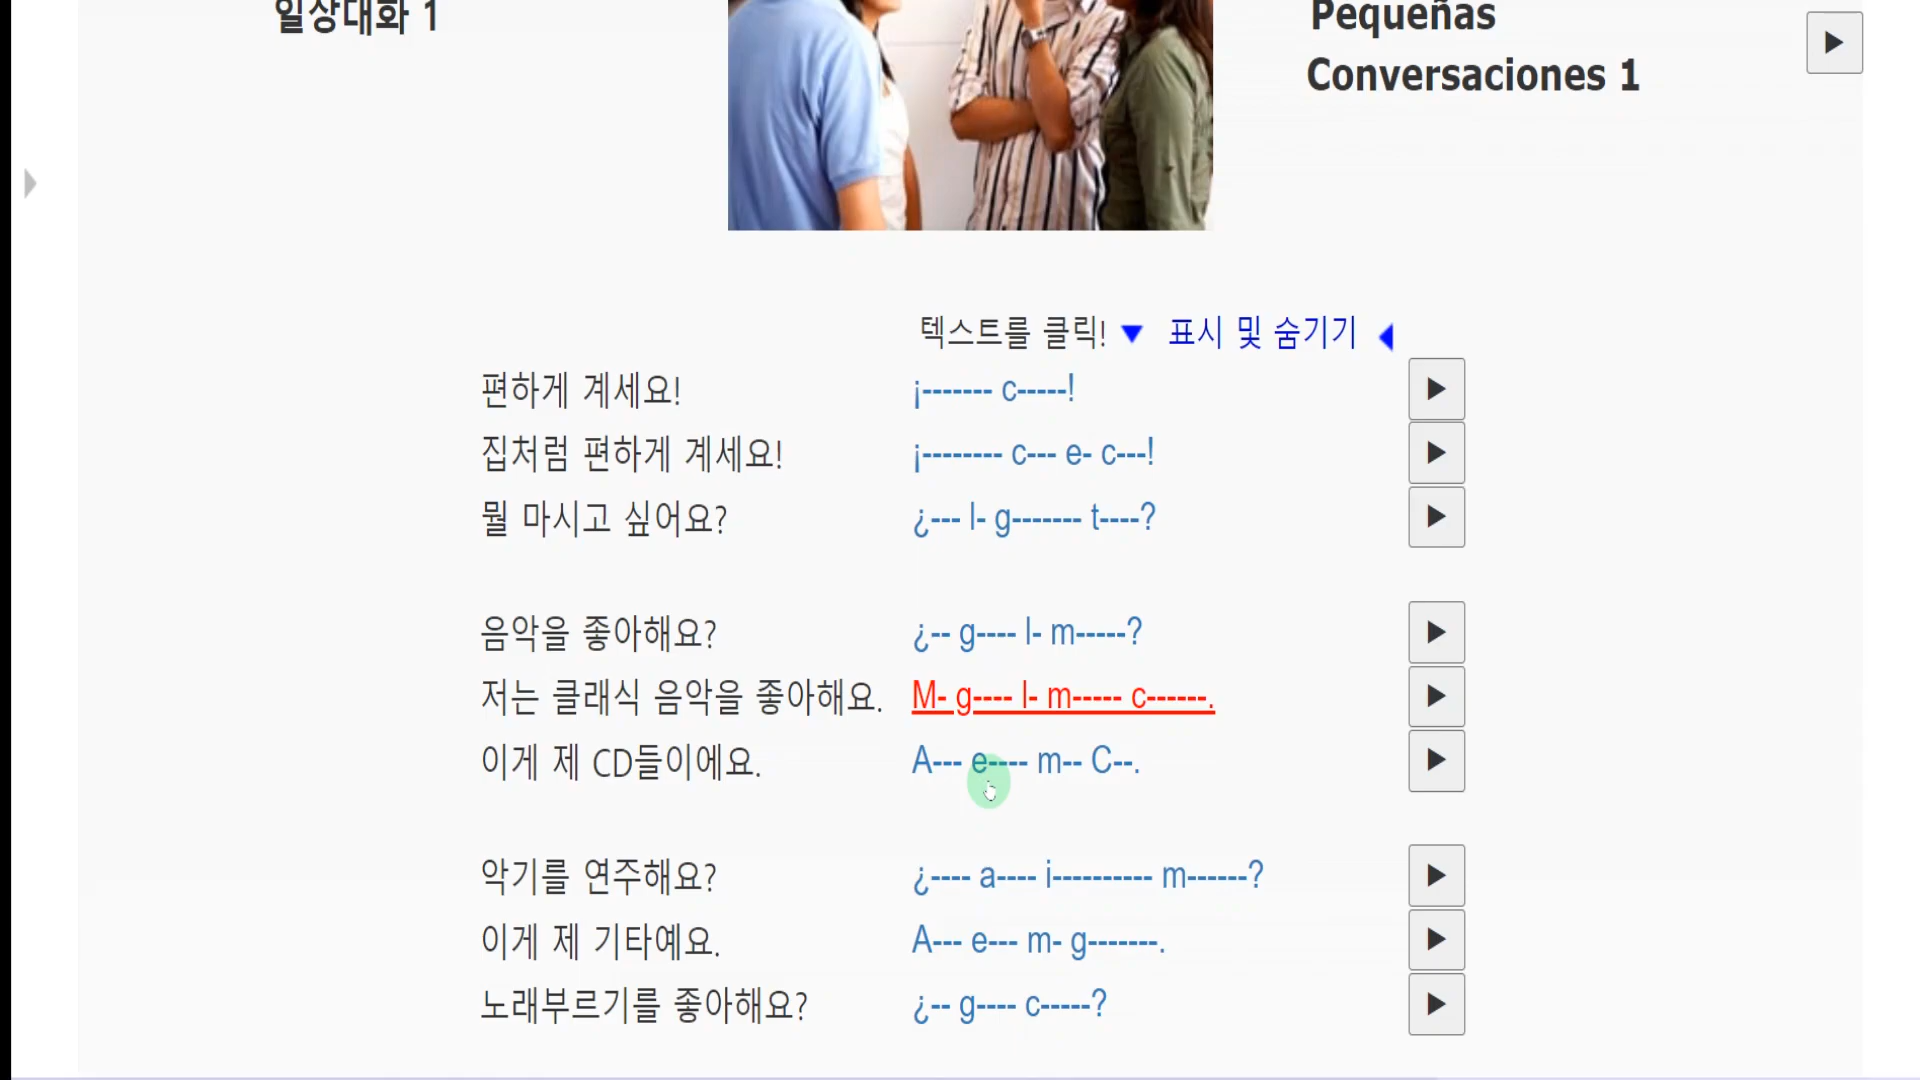 일상대화 1
Pequeñas
Conversaciones 1
텍스트를 클릭! ▼ 표시 및 숨기기
편하게 계세요!
¡------- c-----!
집처럼 편하게 계세요!
¡-------- c--- e- c---!
뭘 마시고 싶어요?
¿--- l- g------- t----?
음악을 좋아해요?
¿-- g---- l- m-----?
저는 클래식 음악을 좋아해요.
M- g---- l- m----- c------.
이게 제 CD들이에요.
A--- e---- m-- C--.
악기를 연주해요?
¿---- a---- i---------- m------?
이게 제 기타예요.
A--- e--- m- g-------.
노래부르기를 좋아해요?
¿-- g---- c-----?